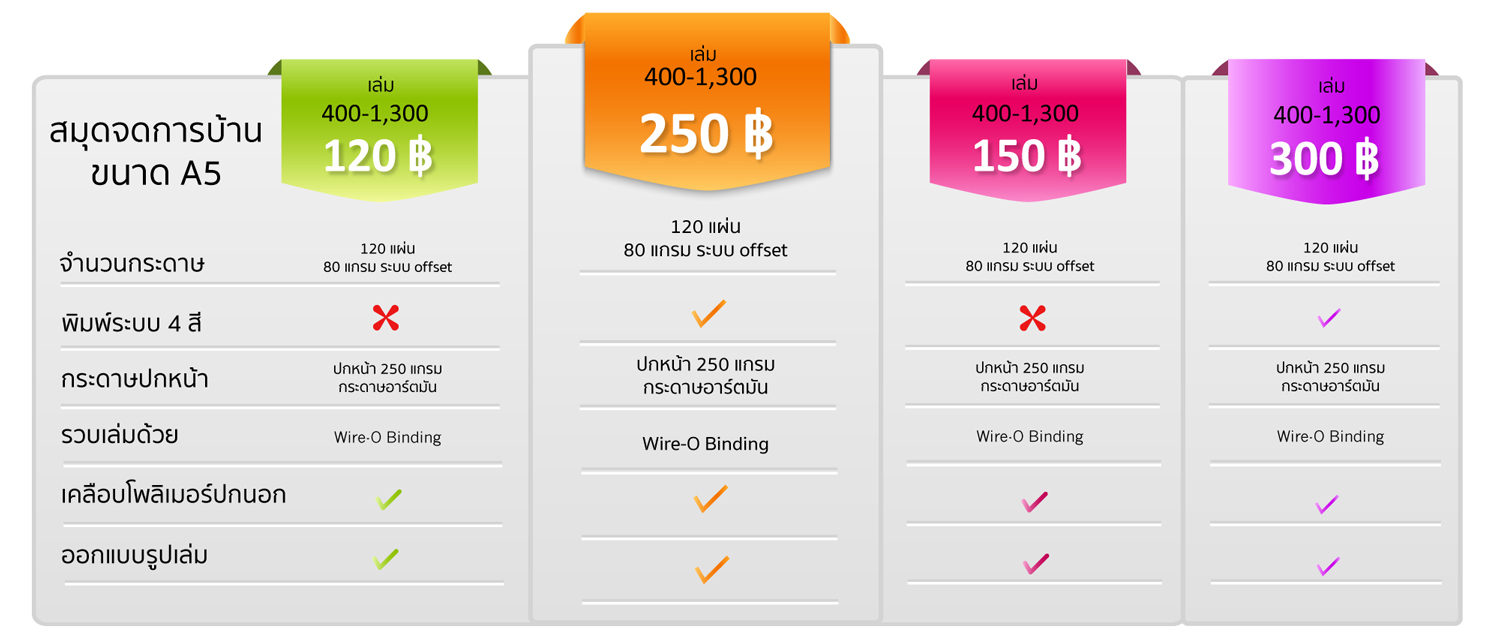 สมุดจดการบ้าน
ขนาด A5
เล่ม
400-1,300
120 ฿
เล่ม
400-1,300
250 ฿
เล่ม
400-1,300
150 ฿
เล่ม
400-1,300
300 ฿
จำนวนกระดาษ
120 แผ่น
80 แกรม ระบบ offset
120 แผ่น
80 แกรม ระบบ offset
120 แผ่น
80 แกรม ระบบ offset
120 แผ่น
80 แกรม ระบบ offset
พิมพ์ระบบ 4 สี
กระดาษปกหน้า
ปกหน้า 250 แกรม
กระดาษอาร์ตมัน
ปกหน้า 250 แกรม
กระดาษอาร์ตมัน
ปกหน้า 250 แกรม
กระดาษอาร์ตมัน
ปกหน้า 250 แกรม
กระดาษอาร์ตมัน
รวบเล่มด้วย
Wire-O Binding
Wire-O Binding
Wire-O Binding
Wire-O Binding
เคลือบโพลิเมอร์ปกนอก
ออกแบบรูปเล่ม